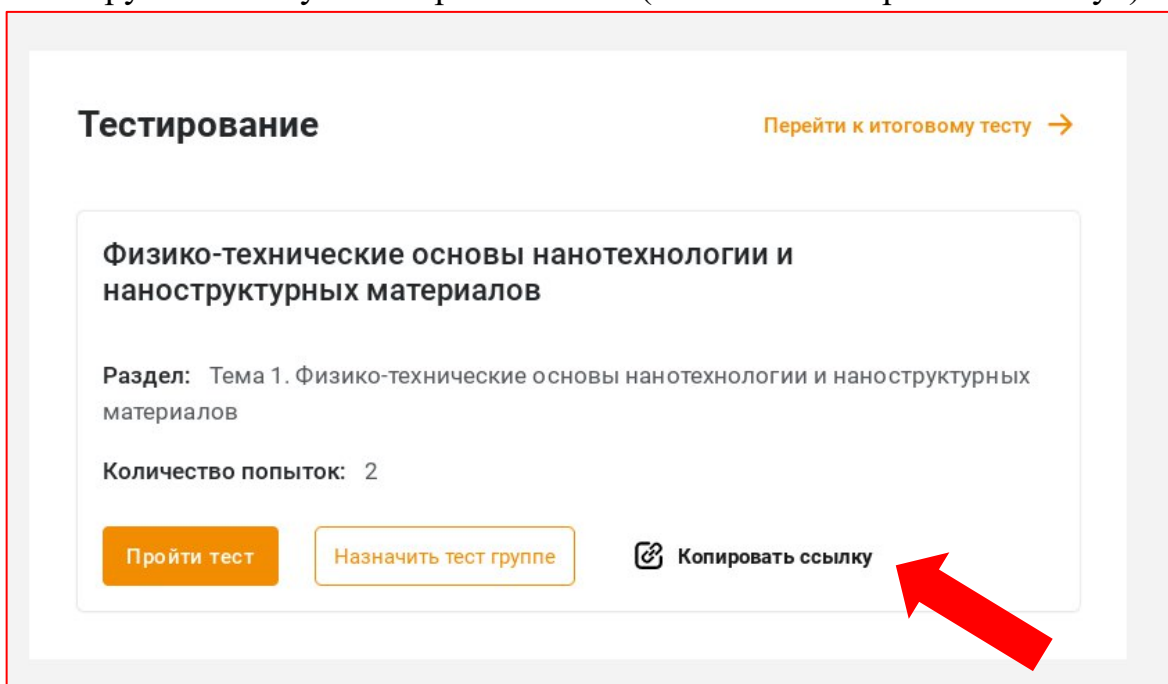 Тестирование
Перейти к итоговому тесту
Физико-технические основы нанотехнологии и
наноструктурных материалов
Раздел: Тема 1. Физико-технические основы нанотехнологии и наноструктурных
материалов
Количество попыток: 2
Пройти тест
Назначить тест группе
Копировать ссылку